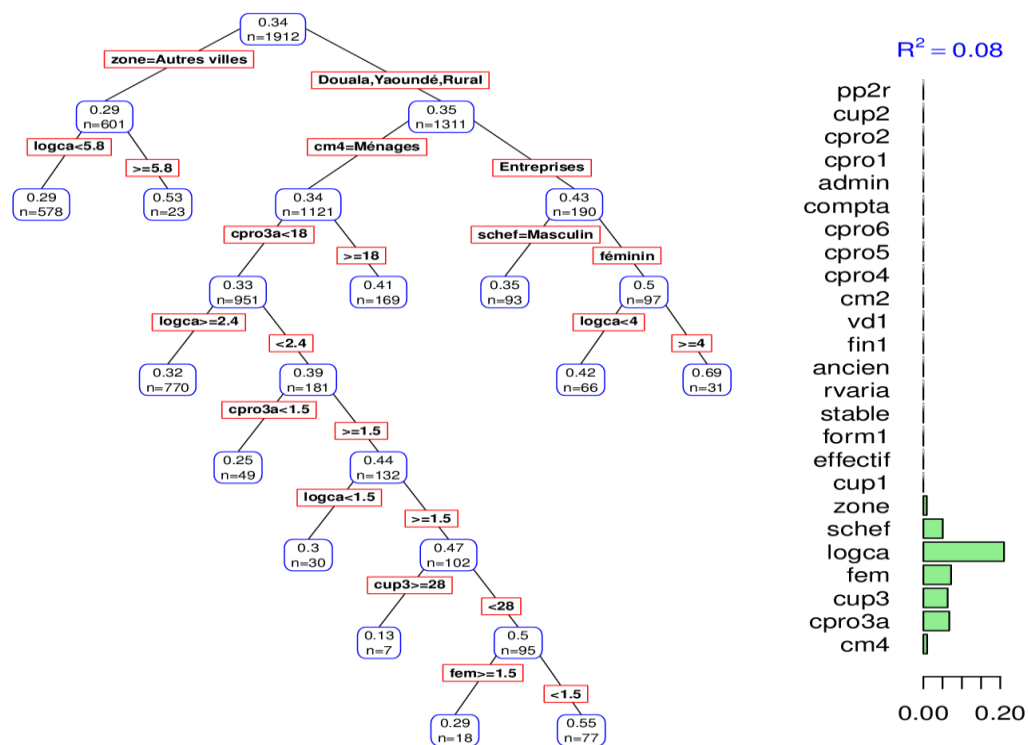 0.34
n=1912
zone=Autres villes
Douala,Yaoundé,Rural
0.29
n=601
0.35
n=1311
logca<5.8
>=5.8
cm4=Ménages
Entreprises
0.29
n=578
0.53
n=23
0.34
n=1121
0.43
n=190
cpro3a<18
>=18
schef=Masculin
féminin
0.33
n=951
0.41
n=169
0.35
n=93
0.5
n=97
logca>=2.4
<2.4
logca<4
>=4
0.32
n=770
0.39
n=181
0.42
n=66
0.69
n=31
cpro3a<1.5
>=1.5
0.25
n=49
0.44
n=132
logca<1.5
>=1.5
0.3
n=30
0.47
n=102
cup3>=28
<28
0.13
n=7
0.5
n=95
fem>=1.5
<1.5
0.29
n=18
0.55
n=77
R² = 0.08
pp2r
cup2
cpro2
cpro1
admin
compta
cpro6
cpro5
cpro4
cm2
vd1
fin1
ancien
rvaria
stable
form1
effectif
cup1
zone
schef
logca
fem
cup3
cpro3a
cm4
0.00 0.20